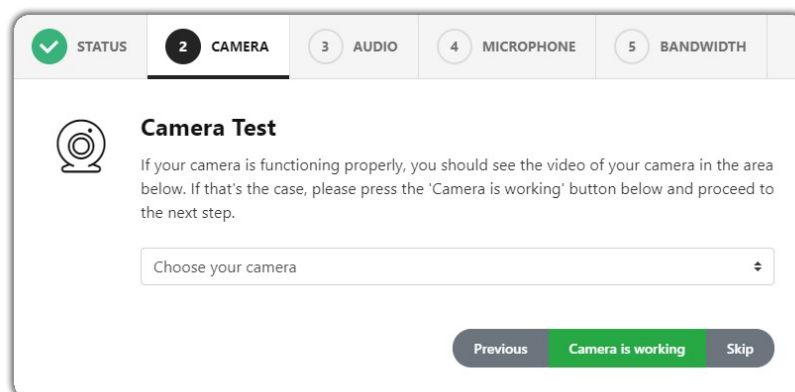 STATUS 2 CAMERA 3 AUDIO 4 MICROPHONE 5 BANDWIDTH
Camera Test
If your camera is functioning properly, you should see the video of your camera in the area
below. If that's the case, please press the 'Camera is working' button below and proceed to
the next step.
Choose your camera
Previous Camera is working Skip